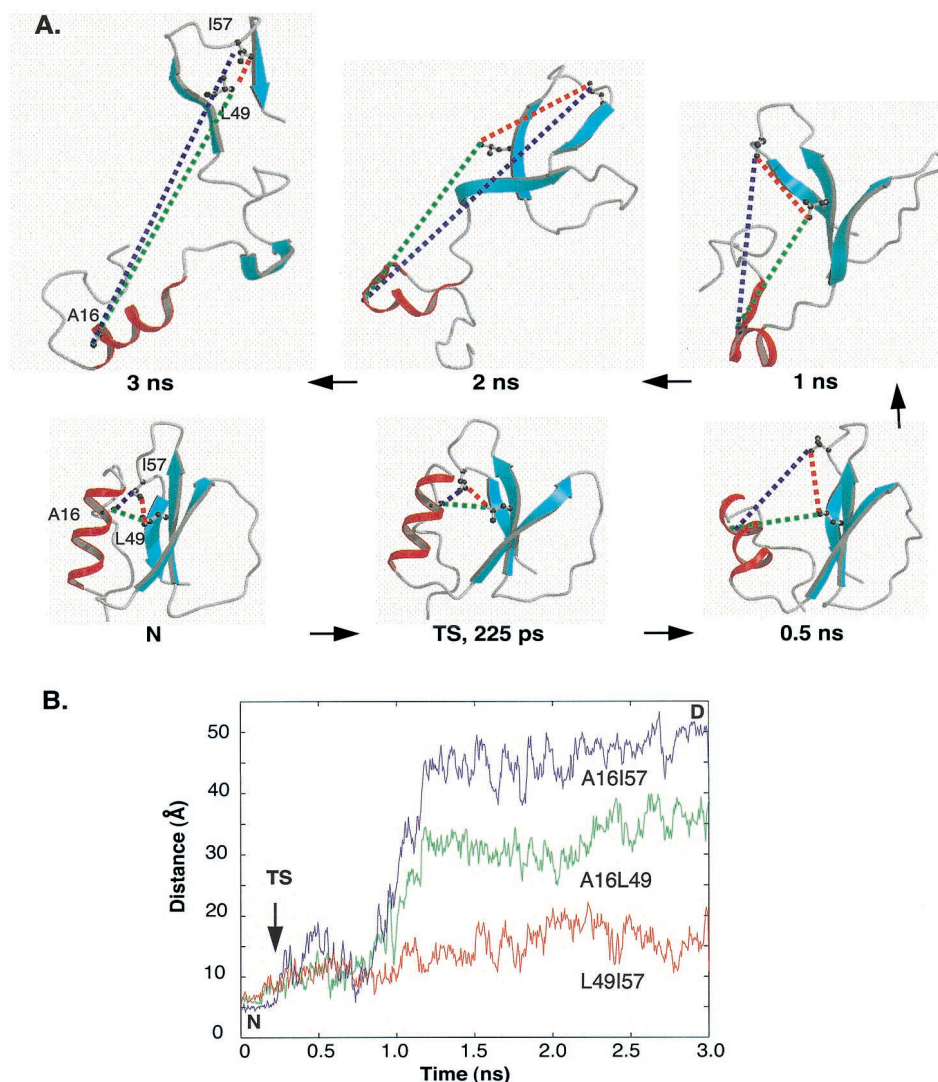 A.
I57
L49
A16
3 ns
2 ns
1 ns
I57
A16
L49
N
TS, 225 ps
0.5 ns
B.
D
50
A16I57
40
Distance (Å)
30
TS
A16L49
20
10
L49I57
N
0
0 0.5 1.0 1.5 2.0 2.5 3.0
Time (ns)